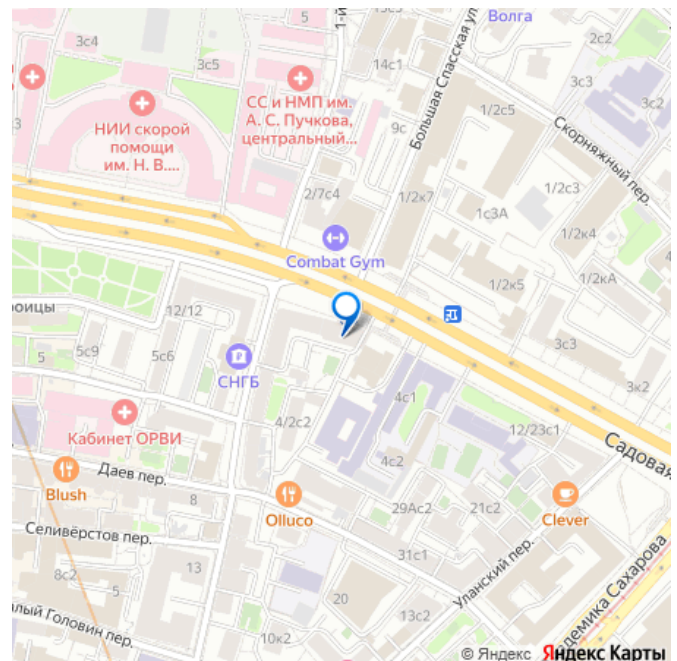 3с4
3с5
1-й
14с1
Волга
2с2
3с3
3с2
НИИ скорой
помощи
им. Н. В....
СС и НМП им.
А. С. Пучкова,
центральный...
9с
Большая Спасская ул.
1/2с5
Скорняжный пер.
2/7с4
1/2к7
1/2с3
1с3А
1/2к4
Combat Gym
1/2к5
1/2кА
роицы
12/12
5
5с9
5с6
СНГБ
3с3
3к2
Кабинет ОРВИ
4/2с2
4с1
12/23с1
Садовая
Даев пер.
4с2
Blush
8
Olluco
29Ас2
21с2
Clever
Селивёрстов пер.
31с1
Уланский пер.
8с2
5
13
20
13с2
алый Головин пер.
10к2
адемика Сахарова
© Яндекс Яндекс Карты